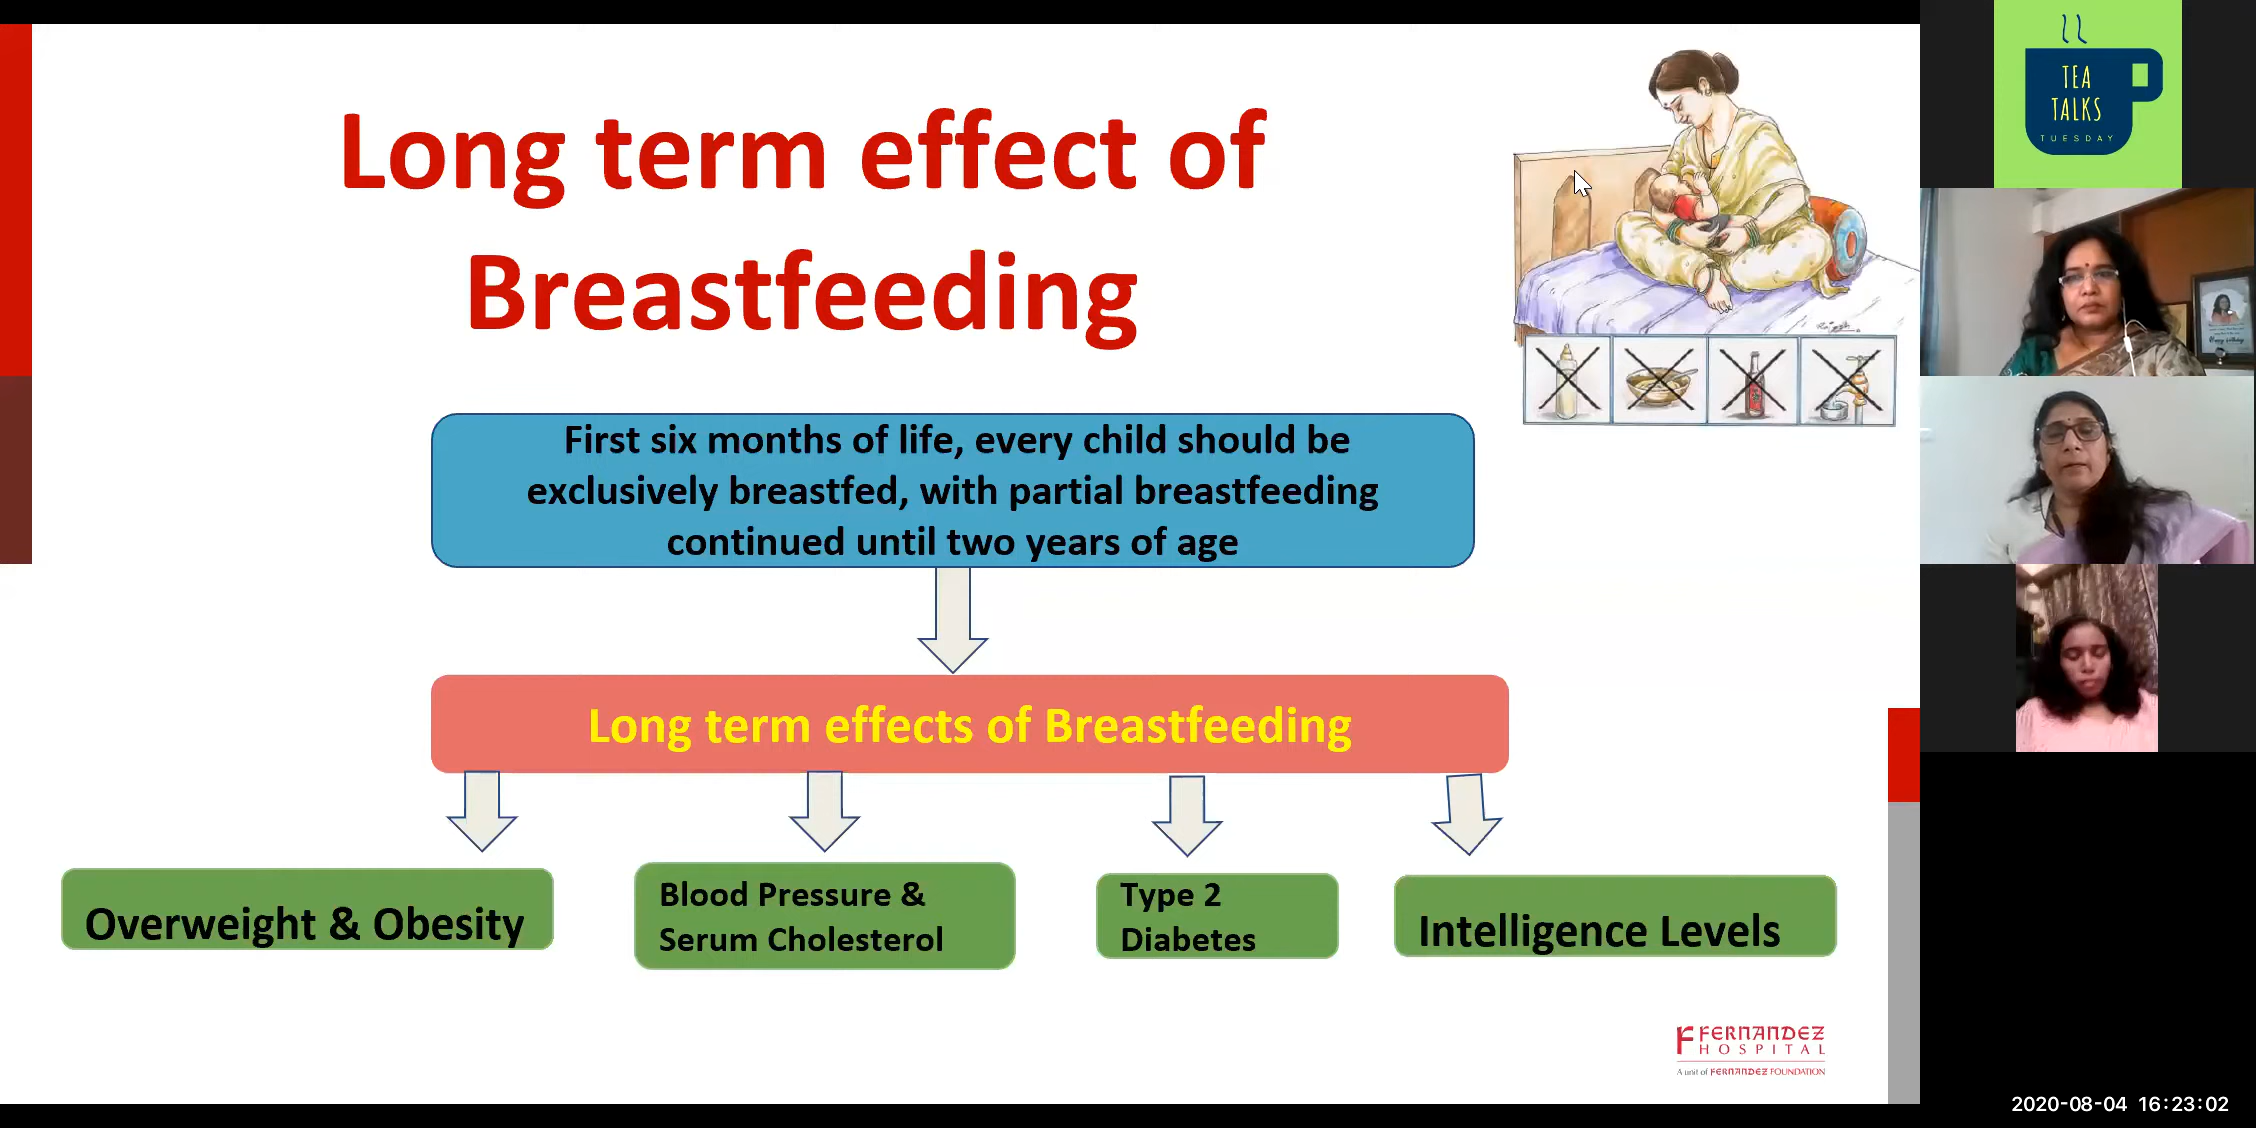 Long term effect of
Breastfeeding
First six months of life, every child should be
exclusively breastfed, with partial breastfeeding
continued until two years of age
Long term effects of Breastfeeding
Overweight & Obesity
Blood Pressure &
Serum Cholesterol
Type 2
Diabetes
Intelligence Levels
FERNANDEZ
HOSPITAL
A unit of FERNANDEZ FOUNDATION
TEA
TALKS
TUESDAY
2020-08-04 16:23:02